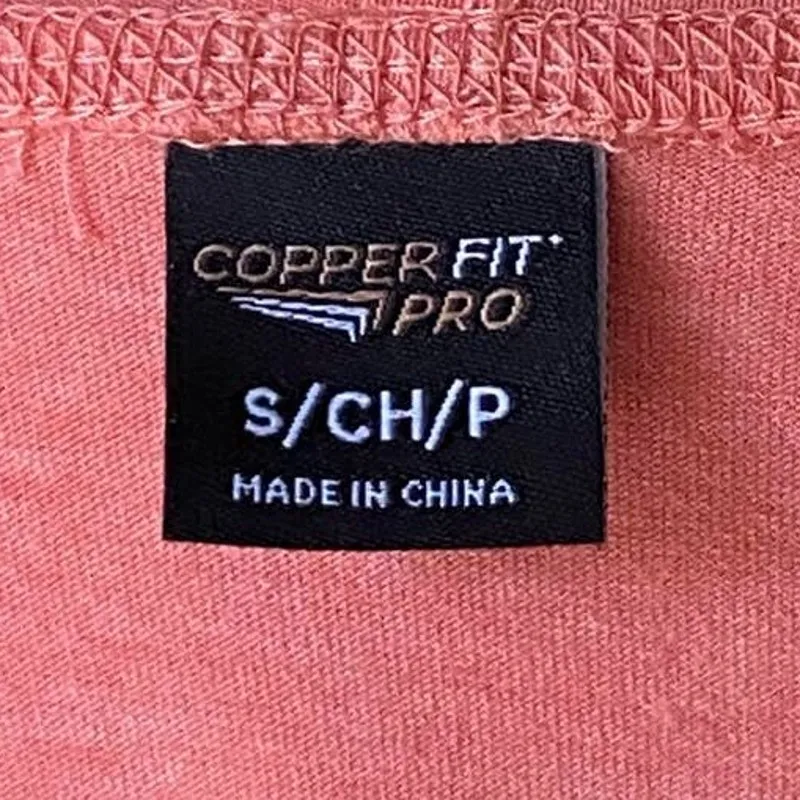 COPPER FIT
PRO
S/CH/P
MADE IN CHINA